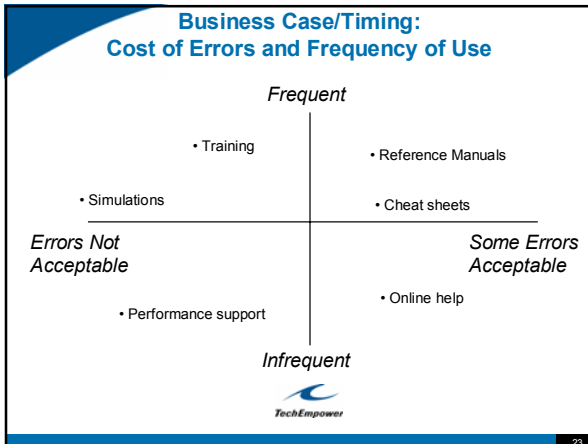 Business Case/Timing:
Cost of Errors and Frequency of Use
Frequent
• Training
• Reference Manuals
• Simulations
• Cheat sheets
Errors Not
Acceptable
Some Errors
Acceptable
• Online help
• Performance support
Infrequent
TechEmpower
23